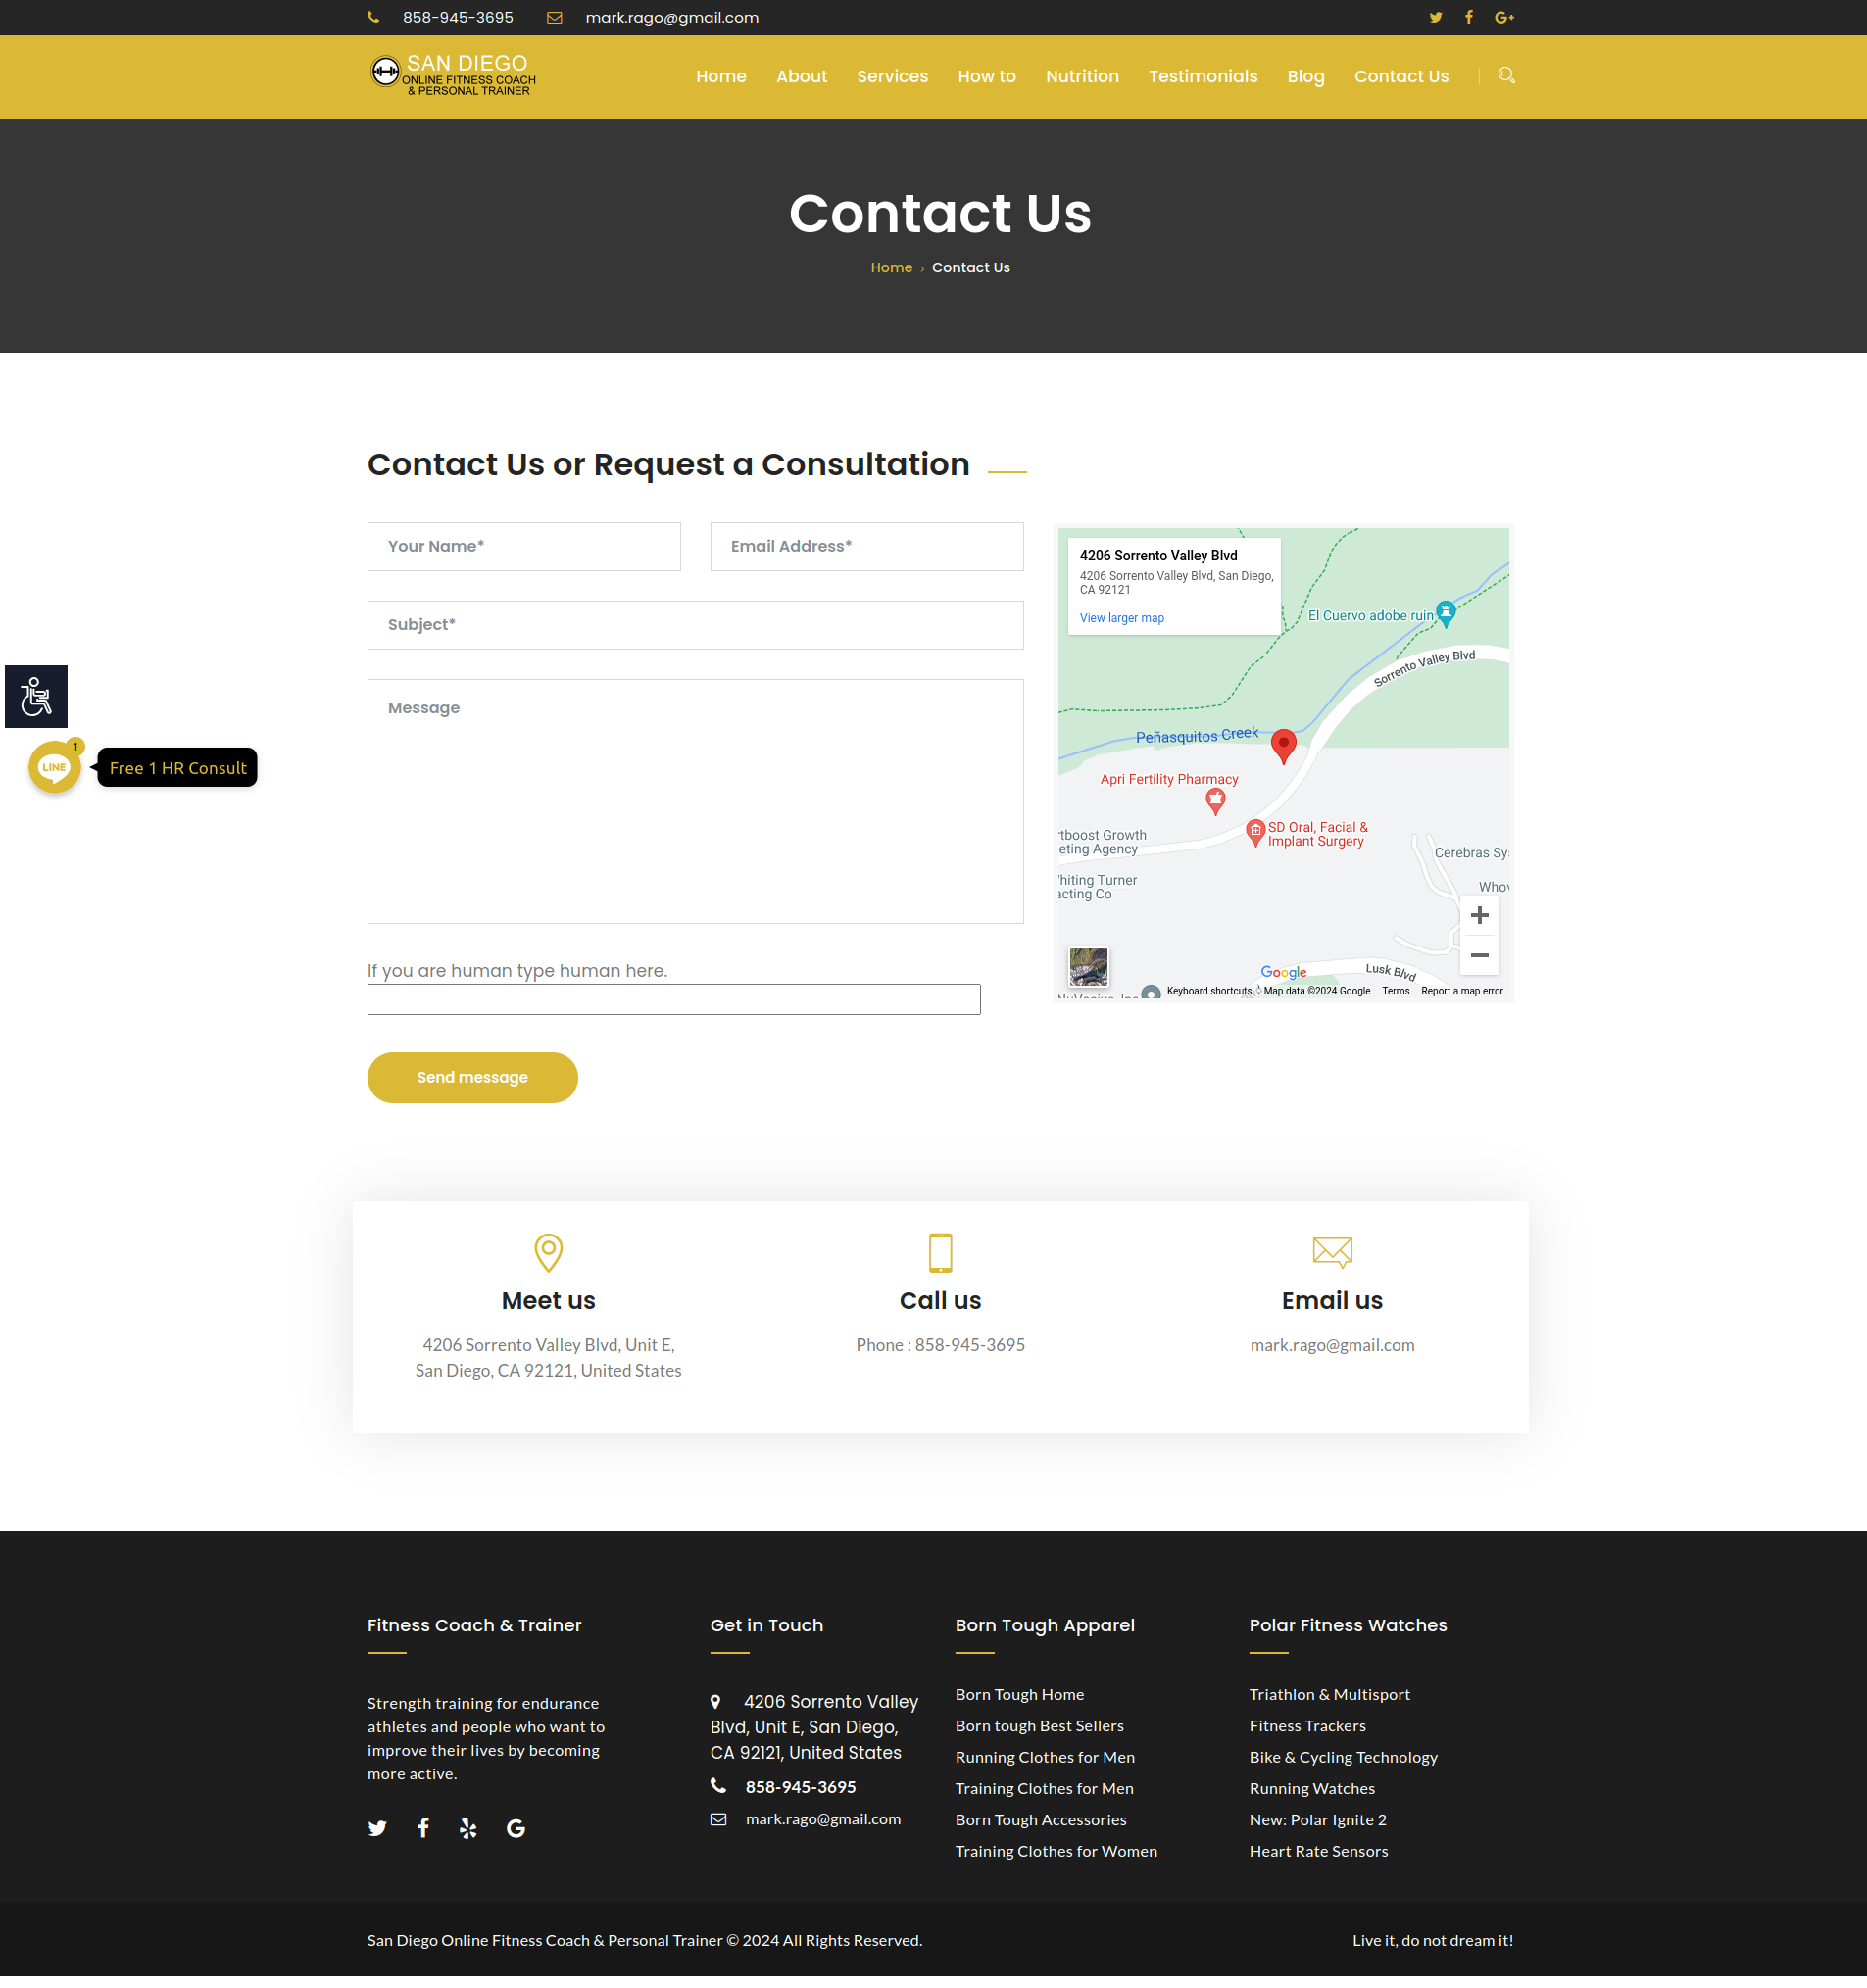 858-945-3695 mark.rago@gmail.com
SAN DIEGO
ONLINE FITNESS COACH
& PERSONAL TRAINER
Home About Services How to Nutrition Testimonials Blog Contact Us
Contact Us
Home › Contact Us
Contact Us or Request a Consultation
Your Name*
Email Address*
Subject*
Message
If you are human type human here.
Send message
4206 Sorrento Valley Blvd
4206 Sorrento Valley Blvd, San Diego,
CA 92121
View larger map
El Cuervo adobe ruin
Sorrento Valley Blvd
Peñasquitos Creek
Apri Fertility Pharmacy
SD Oral, Facial &
Implant Surgery
rtboost Growth
eting Agency
Cerebras Sy
hiting Turner
acting Co
Who
Lusk Blvd
Google
Keyboard shortcuts Map data ©2024 Google Terms Report a map error
1
LINE
Free 1 HR Consult
Meet us
4206 Sorrento Valley Blvd, Unit E,
San Diego, CA 92121, United States
Call us
Phone : 858-945-3695
Email us
mark.rago@gmail.com
Fitness Coach & Trainer
Strength training for endurance
athletes and people who want to
improve their lives by becoming
more active.
Get in Touch
4206 Sorrento Valley
Blvd, Unit E, San Diego,
CA 92121, United States
858-945-3695
mark.rago@gmail.com
Born Tough Apparel
Born Tough Home
Born tough Best Sellers
Running Clothes for Men
Training Clothes for Men
Born Tough Accessories
Training Clothes for Women
Polar Fitness Watches
Triathlon & Multisport
Fitness Trackers
Bike & Cycling Technology
Running Watches
New: Polar Ignite 2
Heart Rate Sensors
San Diego Online Fitness Coach & Personal Trainer © 2024 All Rights Reserved.
Live it, do not dream it!